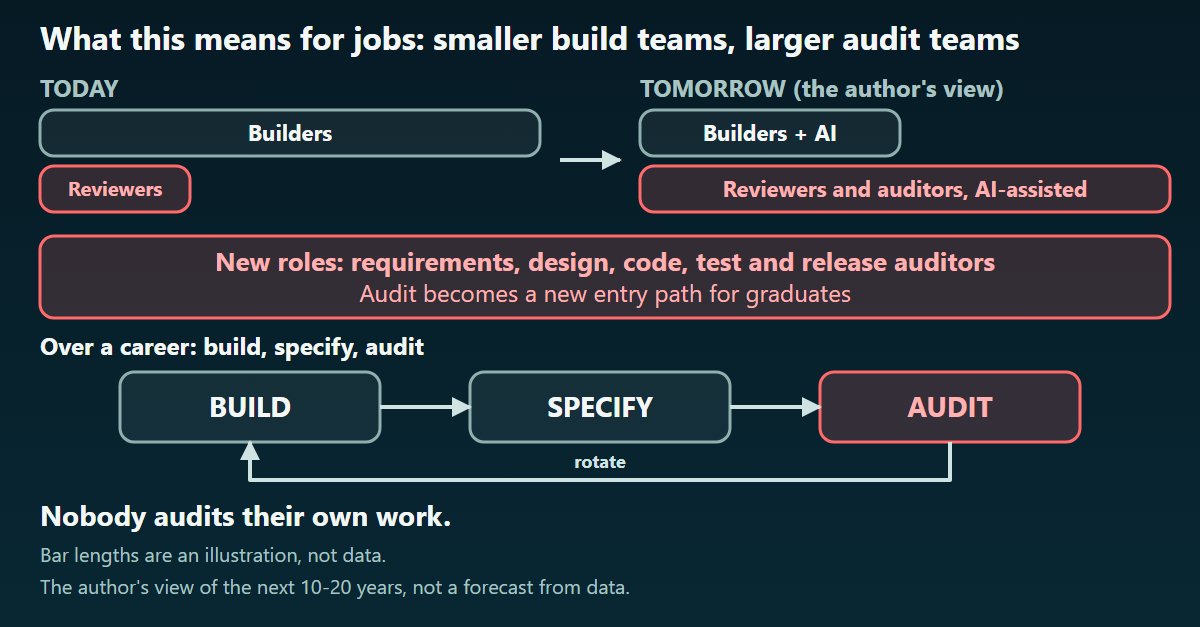 What this means for jobs: smaller build teams, larger audit teams
TODAY
Builders
Reviewers
TOMORROW (the author's view)
Builders + AI
Reviewers and auditors, AI-assisted
New roles: requirements, design, code, test and release auditors
Audit becomes a new entry path for graduates
Over a career: build, specify, audit
BUILD
SPECIFY
AUDIT
rotate
Nobody audits their own work.
Bar lengths are an illustration, not data.
The author's view of the next 10-20 years, not a forecast from data.